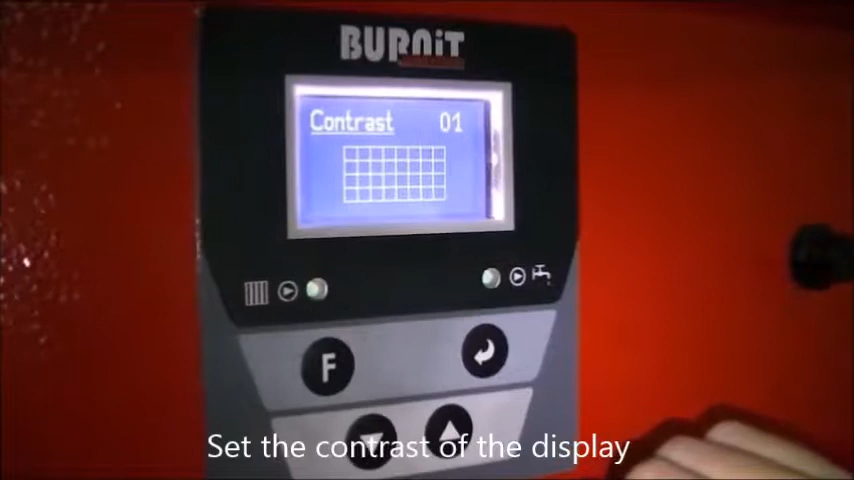 BURNiT
Contrast 01
F
Set the contrast of the display